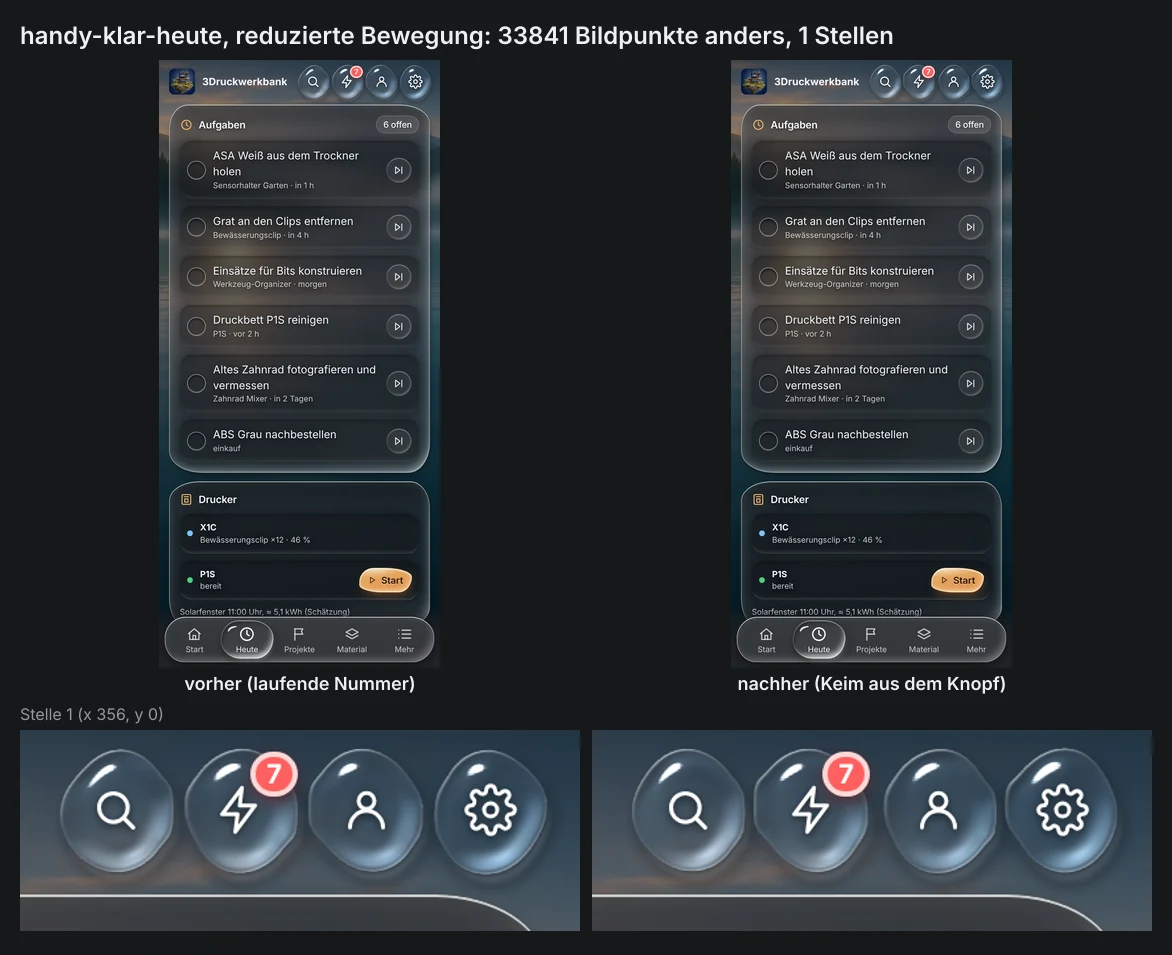 handy-klar-heute, reduzierte Bewegung: 33841 Bildpunkte anders, 1 Stellen
3Druckwerkbank
7
Aufgaben
6 offen
ASA Weiß aus dem Trockner
holen
Sensorhalter Garten · in 1 h
Grat an den Clips entfernen
Bewässerungsclip · in 4 h
Einsätze für Bits konstruieren
Werkzeug-Organizer · morgen
Druckbett P1S reinigen
P1S · vor 2 h
Altes Zahnrad fotografieren und
vermessen
Zahnrad Mixer · in 2 Tagen
ABS Grau nachbestellen
einkauf
Drucker
X1C
Bewässerungsclip ×12 · 46 %
P1S
bereit
Start
Solarfenster 11:00 Uhr, ≈ 5,1 kWh (Schätzung)
Start Heute Projekte Material Mehr
vorher (laufende Nummer)
3Druckwerkbank
7
Aufgaben
6 offen
ASA Weiß aus dem Trockner
holen
Sensorhalter Garten · in 1 h
Grat an den Clips entfernen
Bewässerungsclip · in 4 h
Einsätze für Bits konstruieren
Werkzeug-Organizer · morgen
Druckbett P1S reinigen
P1S · vor 2 h
Altes Zahnrad fotografieren und
vermessen
Zahnrad Mixer · in 2 Tagen
ABS Grau nachbestellen
einkauf
Drucker
X1C
Bewässerungsclip ×12 · 46 %
P1S
bereit
Start
Solarfenster 11:00 Uhr, ≈ 5,1 kWh (Schätzung)
Start Heute Projekte Material Mehr
nachher (Keim aus dem Knopf)
Stelle 1 (x 356, y 0)
7
7